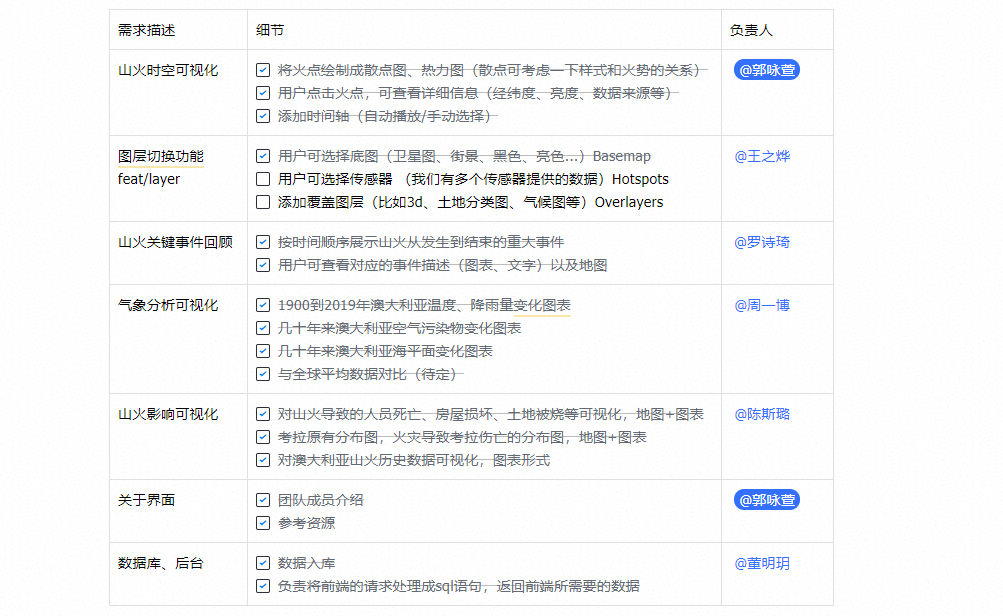 需求描述 细节 负责人
山火时空可视化 将火点绘制成散点图、热力图（散点可考虑一下样式和火势的关系） @郭咏萱
用户点击火点，可查看详细信息（经纬度、亮度、数据来源等）
添加时间轴（自动播放/手动选择）
图层切换功能 用户可选择底图（卫星图、街景、黑色、亮色...）Basemap @王之烨
feat/layer 用户可选择传感器 （我们有多个传感器提供的数据）Hotspots
添加覆盖图层（比如3d、土地分类图、气候图等）Overlayers
山火关键事件回顾 按时间顺序展示山火从发生到结束的重大事件 @罗诗琦
用户可查看对应的事件描述（图表、文字）以及地图
气象分析可视化 1900到2019年澳大利亚温度、降雨量变化图表 @周一博
几十年来澳大利亚空气污染物变化图表
几十年来澳大利亚海平面变化图表
与全球平均数据对比（待定）
山火影响可视化 对山火导致的人员死亡、房屋损坏、土地被烧等可视化，地图+图表 @陈斯璐
考拉原有分布图，火灾导致考拉伤亡的分布图，地图+图表
对澳大利亚山火历史数据可视化，图表形式
关于界面 团队成员介绍 @郭咏萱
参考资源
数据库、后台 数据入库 @董明玥
负责将前端的请求处理成sql语句，返回前端所需要的数据